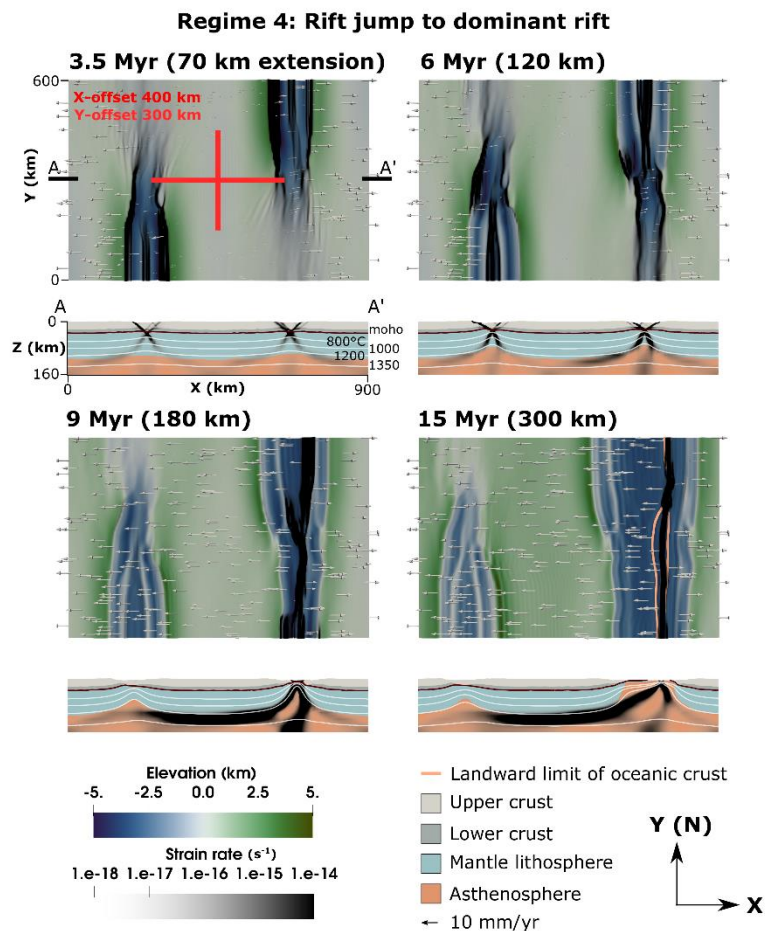 Regime 4: Rift jump to dominant rift
3.5 Myr (70 km extension)
6 Myr (120 km)
600
X-offset 400 km
Y-offset 300 km
A
A'
Y (km)
0
A
A'
0
moho
Z (km)
800°C
1000
1200
1350
160
0
X (km)
900
9 Myr (180 km)
15 Myr (300 km)
Elevation (km)
-5. -2.5 0.0 2.5 5.
Strain rate (s⁻¹)
1.e-18 1.e-17 1.e-16 1.e-15 1.e-14
Landward limit of oceanic crust
Upper crust
Lower crust
Mantle lithosphere
Asthenosphere
10 mm/yr
Y (N)
X